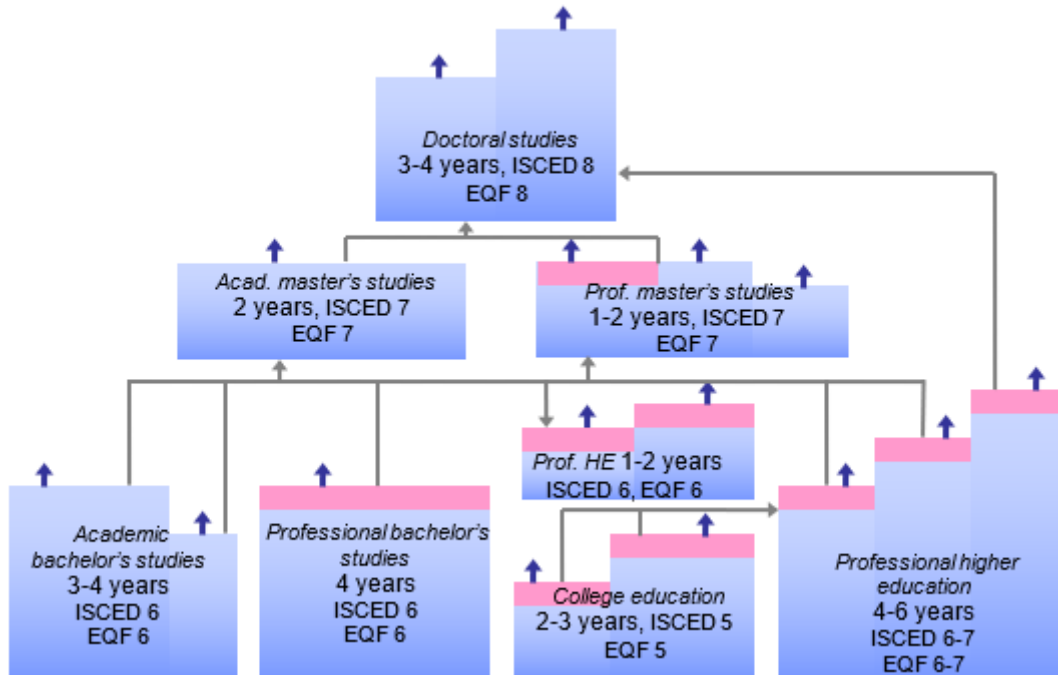 Doctoral studies
3-4 years, ISCED 8
EQF 8
Acad. master's studies
2 years, ISCED 7
EQF 7
Prof. master's studies
1-2 years, ISCED 7
EQF 7
Prof. HE 1-2 years
ISCED 6, EQF 6
Academic
bachelor's studies
3-4 years
ISCED 6
EQF 6
Professional bachelor's
studies
4 years
ISCED 6
EQF 6
College education
2-3 years, ISCED 5
EQF 5
Professional higher
education
4-6 years
ISCED 6-7
EQF 6-7